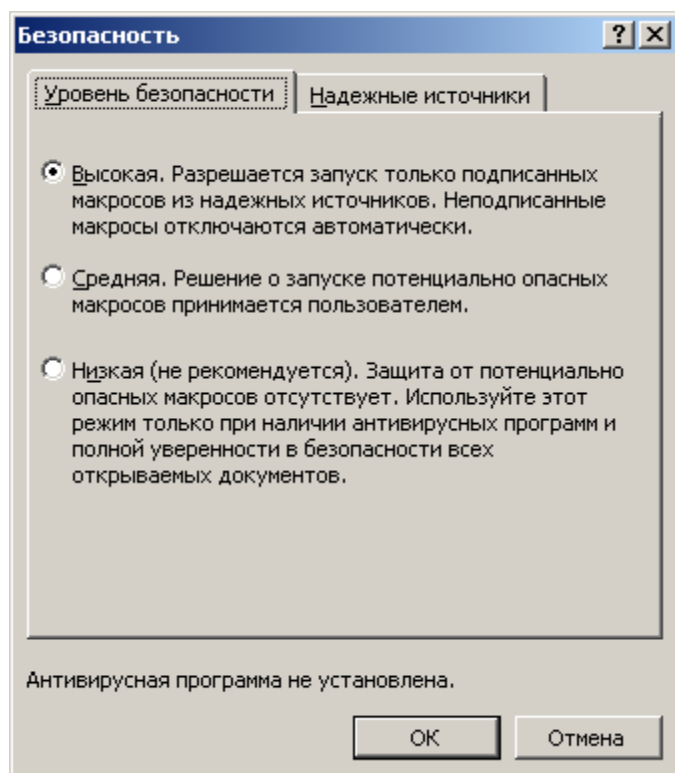 Безопасность
Уровень безопасности
Надежные источники
Высокая. Разрешается запуск только подписанных
макросов из надежных источников. Неподписанные
макросы отключаются автоматически.
Средняя. Решение о запуске потенциально опасных
макросов принимается пользователем.
Низкая (не рекомендуется). Защита от потенциально
опасных макросов отсутствует. Используйте этот
режим только при наличии антивирусных программ и
полной уверенности в безопасности всех
открываемых документов.
Антивирусная программа не установлена.
ОК
Отмена